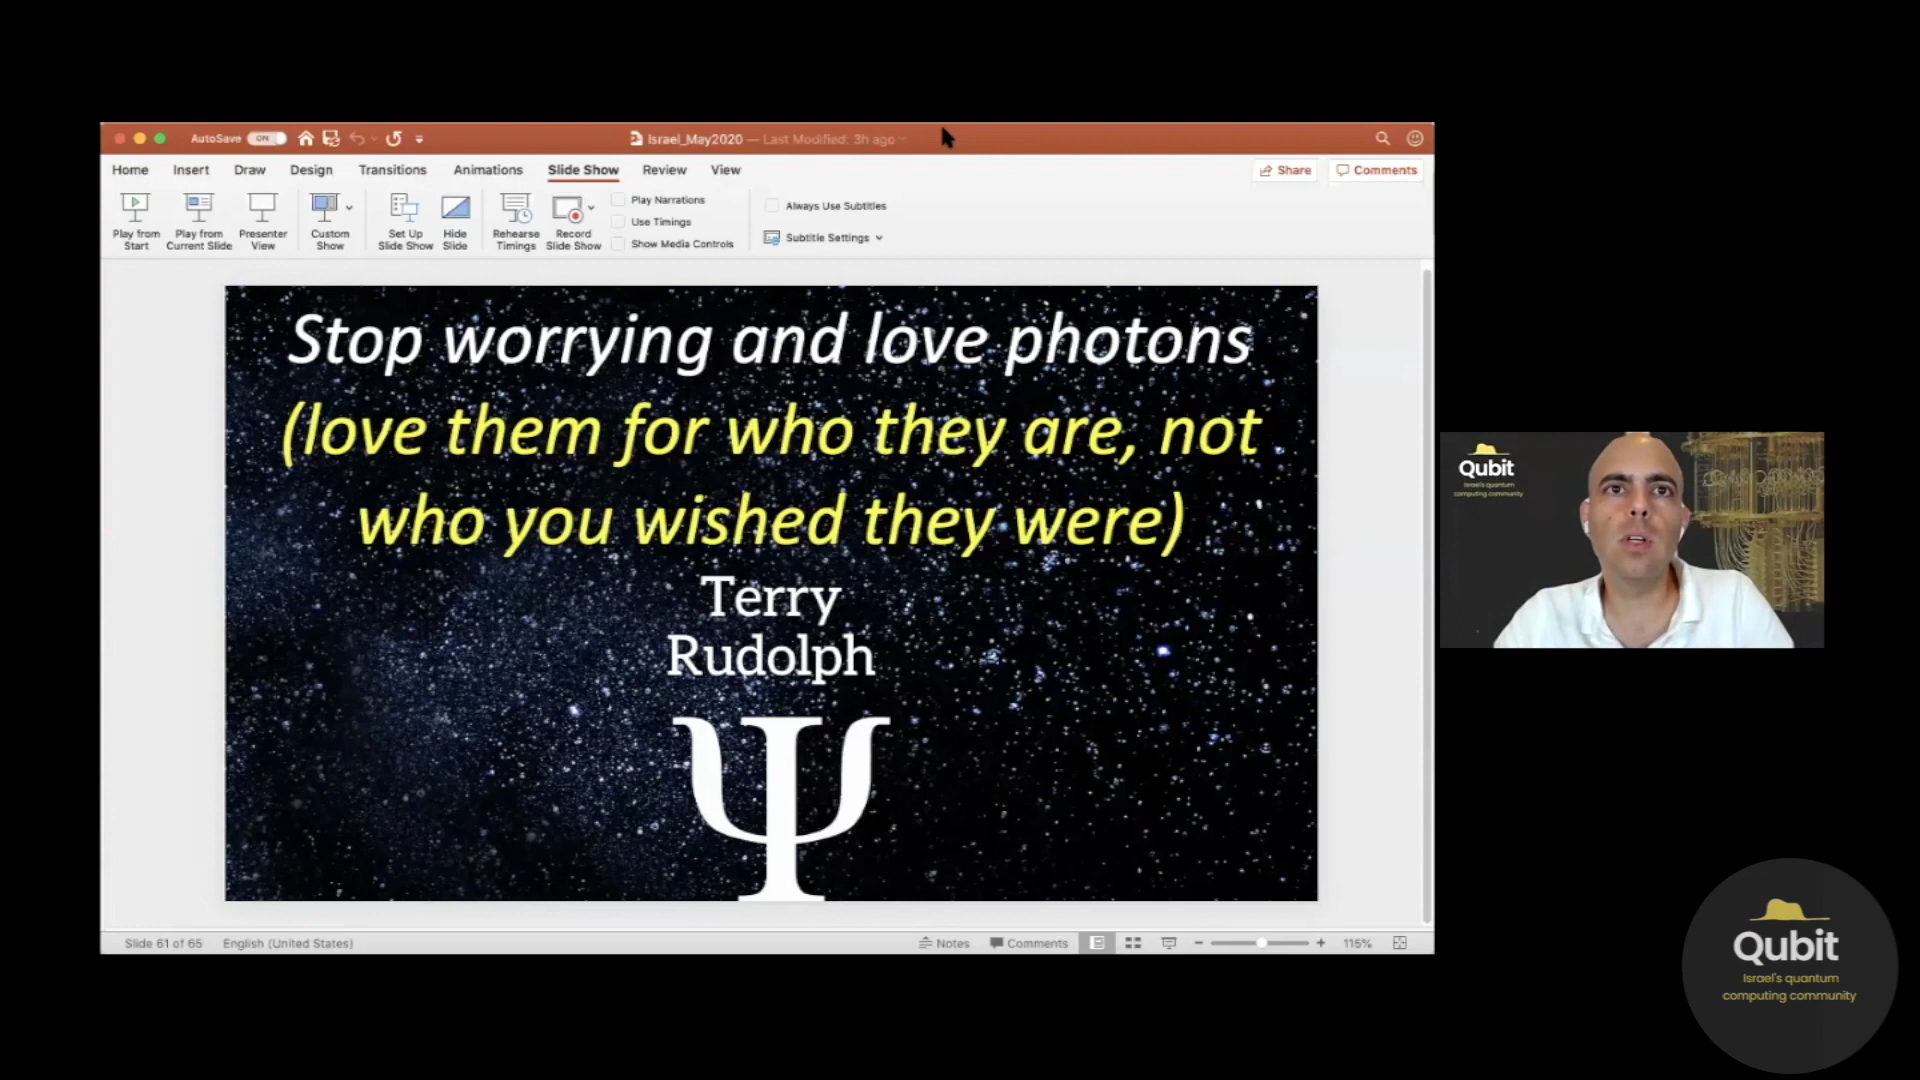 AutoSave ON
Israel_May2020 — Last Modified: 3h ago
Home Insert Draw Design Transitions Animations Slide Show Review View
Share Comments
Play from Start
Play from Current Slide
Presenter View
Custom Show
Set Up Slide Show
Hide Slide
Rehearse Timings
Record Slide Show
Play Narrations
Use Timings
Show Media Controls
Always Use Subtitles
Subtitle Settings
Stop worrying and love photons
(love them for who they are, not
who you wished they were)
Terry
Rudolph
Ψ
Slide 61 of 65 English (United States)
Notes Comments 115%
Qubit
Israel's quantum
computing community
Qubit
Israel's quantum
computing community